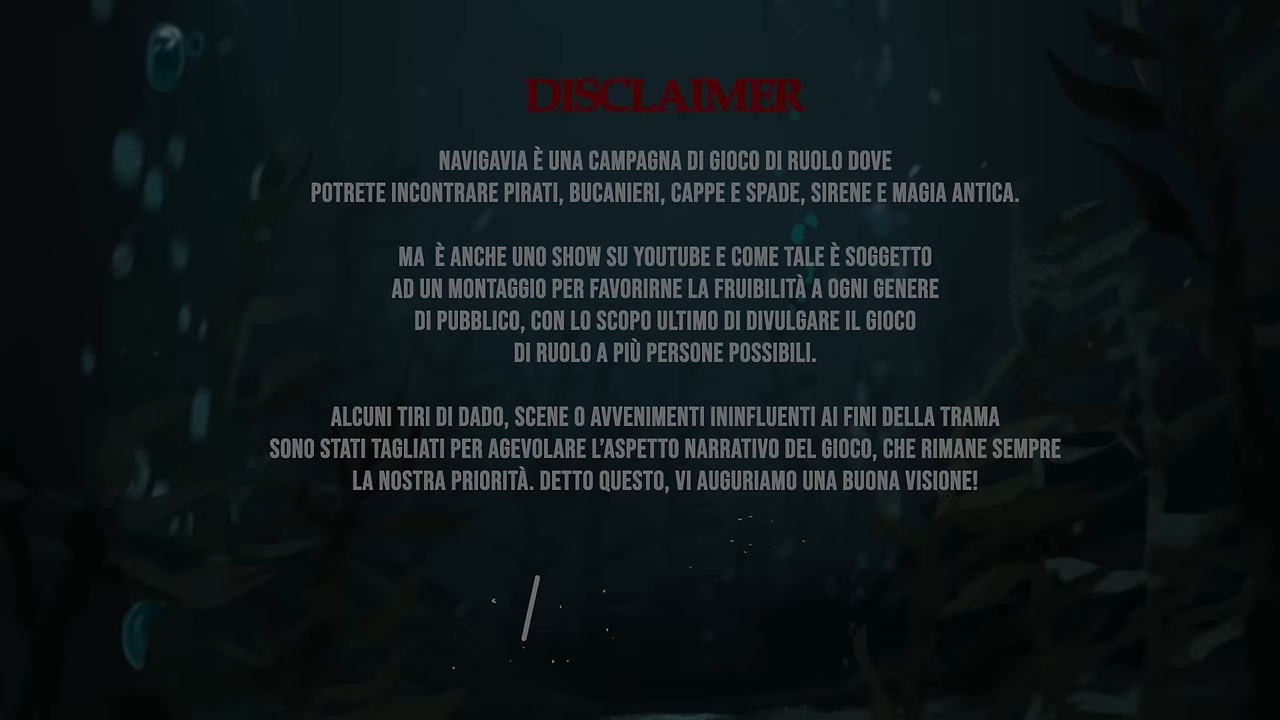 DISCLAIMER
NAVIGAVIA È UNA CAMPAGNA DI GIOCO DI RUOLO DOVE
POTRETE INCONTRARE PIRATI, BUCANIERI, CAPPE E SPADE, SIRENE E MAGIA ANTICA.
MA È ANCHE UNO SHOW SU YOUTUBE E COME TALE È SOGGETTO
AD UN MONTAGGIO PER FAVORIRNE LA FRUIBILITÀ A OGNI GENERE
DI PUBBLICO, CON LO SCOPO ULTIMO DI DIVULGARE IL GIOCO
DI RUOLO A PIÙ PERSONE POSSIBILI.
ALCUNI TIRI DI DADO, SCENE O AVVENIMENTI ININFLUENTI AI FINI DELLA TRAMA
SONO STATI TAGLIATI PER AGEVOLARE L'ASPETTO NARRATIVO DEL GIOCO, CHE RIMANE SEMPRE
LA NOSTRA PRIORITÀ. DETTO QUESTO, VI AUGURIAMO UNA BUONA VISIONE!